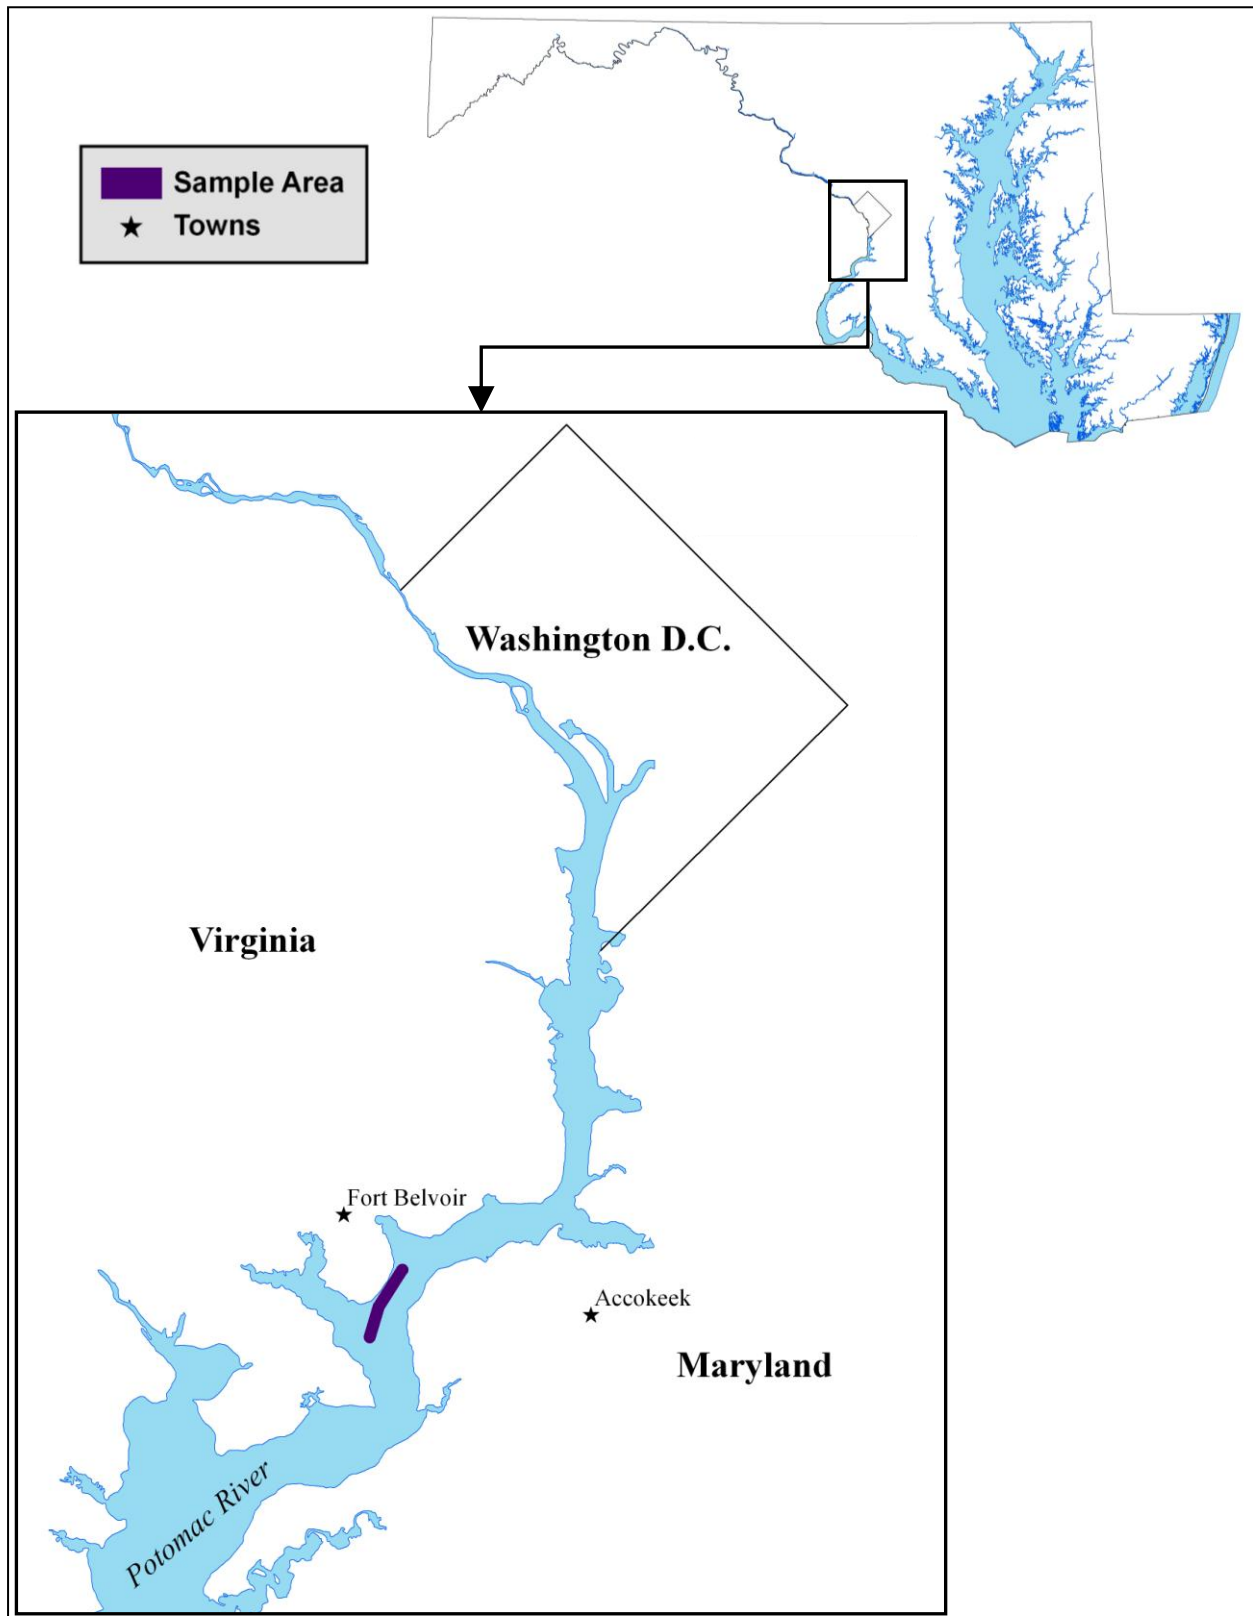 Sample Area
Towns
Washington D.C.
Virginia
Fort Belvoir
Accokeek
Maryland
Potomac River